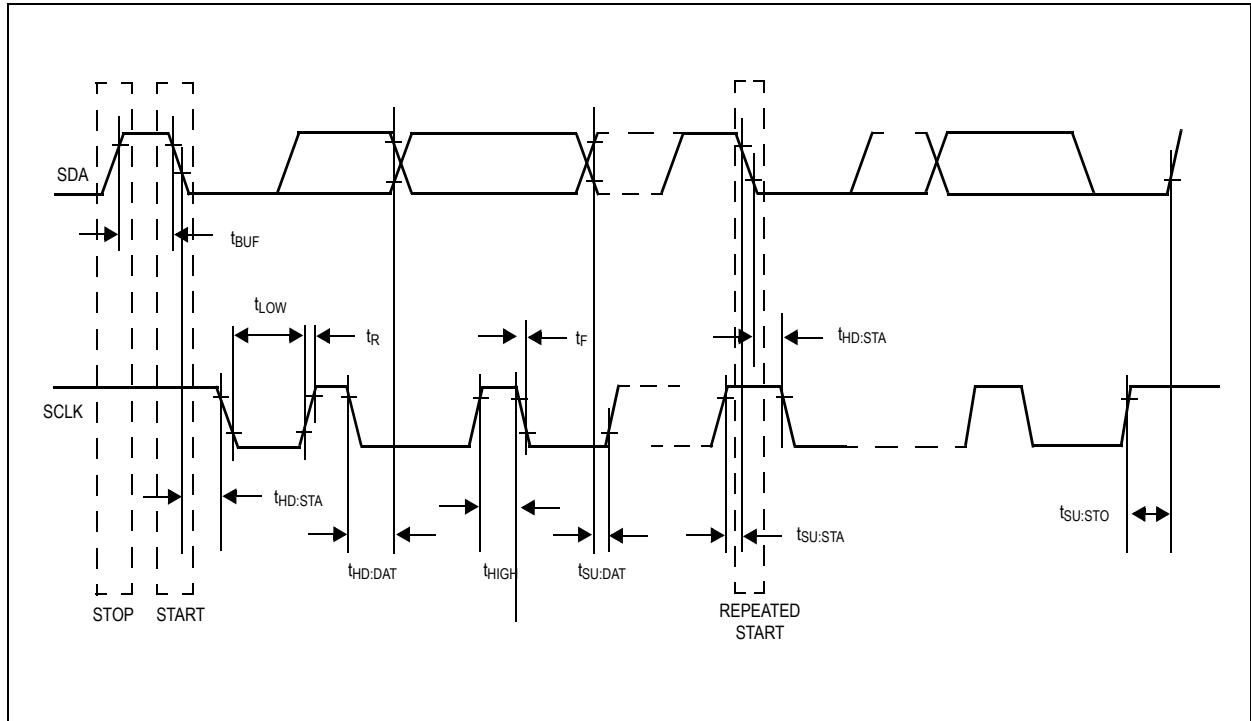 SDA
tBUF
tLOW
tR
tF
tHD:STA
SCLK
tHD:STA
tHD:DAT
tHIGH
tSU:DAT
tSU:STA
tSU:STO
STOP
START
REPEATED
START